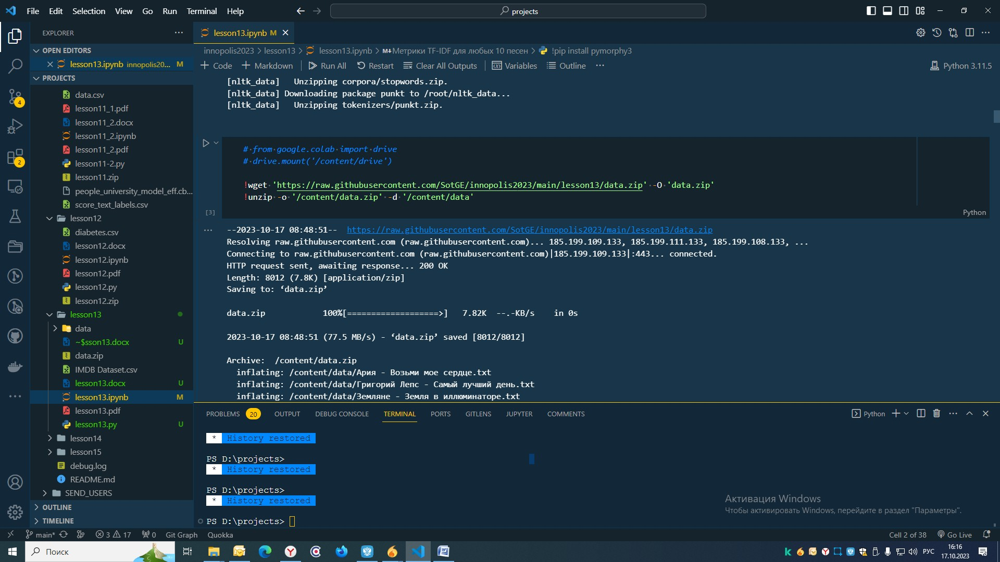 File Edit Selection View Go Run Terminal Help
projects
EXPLORER
OPEN EDITORS
lesson13.ipynb innopolis20... M
PROJECTS
data.csv
lesson11_1.pdf
lesson11_2.docx
lesson11_2.ipynb
lesson11_2.pdf
lesson11-2.py
lesson11.zip
people_university_model_eff.cb...
score_text_labels.csv
lesson12
diabetes.csv
lesson12.docx
lesson12.ipynb
lesson12.pdf
lesson12.py
lesson12.zip
lesson13
data
~$sson13.docx U
data.zip
IMDB Dataset.csv
lesson13.docx U
lesson13.ipynb M
lesson13.pdf
lesson13.py U
lesson14
lesson15
debug.log
README.md
SEND_USERS
OUTLINE
TIMELINE
4
2
lesson13.ipynb M
innopolis2023 > lesson13 > lesson13.ipynb > M↓Метрики TF-IDF для любых 10 песен > !pip install pymorphy3
Code Markdown Run All Restart Clear All Outputs Variables Outline ... Python 3.11.5
[nltk_data]   Unzipping corpora/stopwords.zip.
[nltk_data] Downloading package punkt to /root/nltk_data...
[nltk_data]   Unzipping tokenizers/punkt.zip.
# from google.colab import drive
# drive.mount('/content/drive')
!wget 'https://raw.githubusercontent.com/SotGE/innopolis2023/main/lesson13/data.zip' -O 'data.zip'
!unzip -o '/content/data.zip' -d '/content/data'
[3] Python
--2023-10-17 08:48:51--  https://raw.githubusercontent.com/SotGE/innopolis2023/main/lesson13/data.zip
Resolving raw.githubusercontent.com (raw.githubusercontent.com)... 185.199.109.133, 185.199.111.133, 185.199.108.133, ...
Connecting to raw.githubusercontent.com (raw.githubusercontent.com)|185.199.109.133|:443... connected.
HTTP request sent, awaiting response... 200 OK
Length: 8012 (7.8K) [application/zip]
Saving to: ‘data.zip’
data.zip            100%[===================>]   7.82K  --.-KB/s    in 0s
2023-10-17 08:48:51 (77.5 MB/s) - ‘data.zip’ saved [8012/8012]
Archive:  /content/data.zip
inflating: /content/data/Ария - Возьми мое сердце.txt
inflating: /content/data/Григорий Лепс - Самый лучший день.txt
inflating: /content/data/Земляне - Земля в иллюминаторе.txt
PROBLEMS 20 OUTPUT DEBUG CONSOLE TERMINAL PORTS GITLENS JUPYTER COMMENTS Python
* History restored
PS D:\projects>
* History restored
PS D:\projects>
* History restored
PS D:\projects>
Активация Windows
Чтобы активировать Windows, перейдите в раздел "Параметры".
main* 3 17 0 Git Graph Quokka Cell 2 of 38 Go Live
Поиск
РУС
16:16
17.10.2023